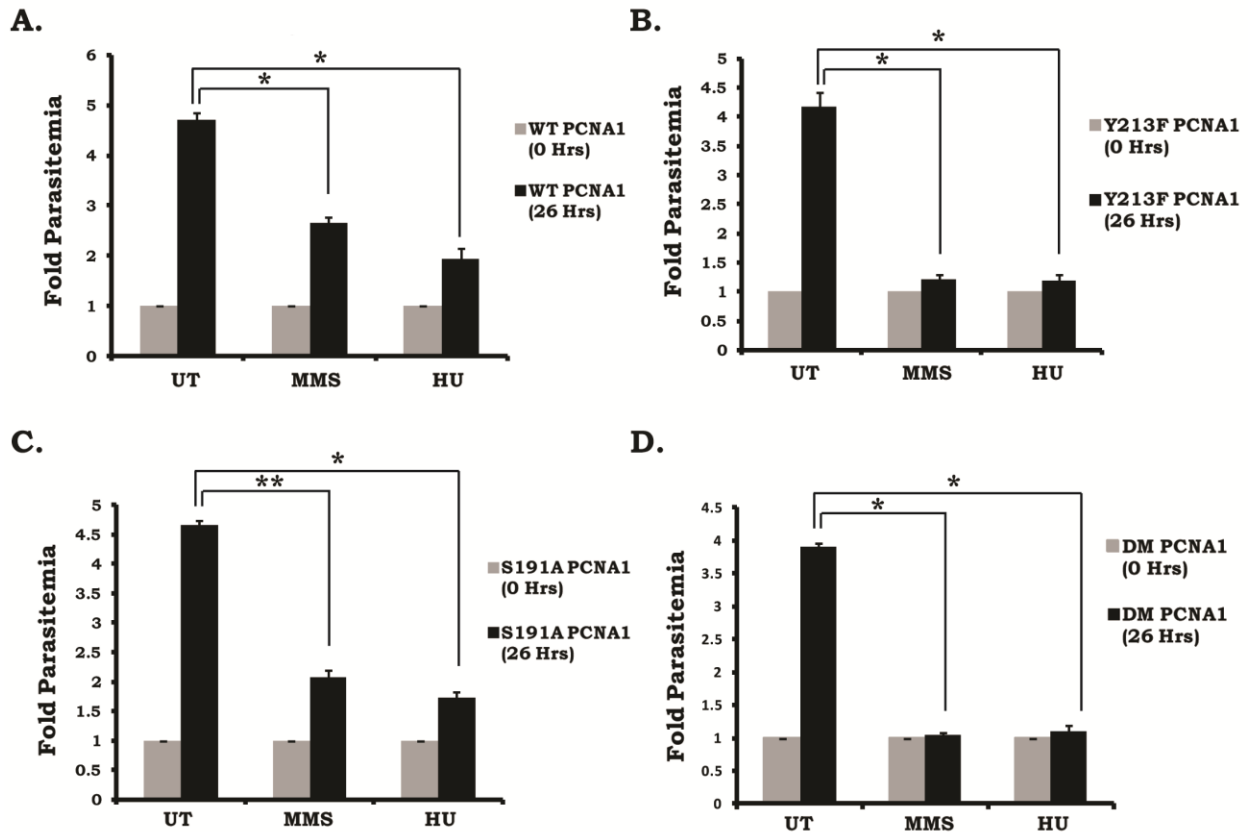 A.
Fold Parasitemia
6
5
4
3
2
1
0
*
*
UT MMS HU
WT PCNA1
(0 Hrs)
WT PCNA1
(26 Hrs)
B.
Fold Parasitemia
5
4.5
4
3.5
3
2.5
2
1.5
1
0.5
0
*
*
UT MMS HU
Y213F PCNA1
(0 Hrs)
Y213F PCNA1
(26 Hrs)
C.
Fold Parasitemia
5
4.5
4
3.5
3
2.5
2
1.5
1
0.5
0
*
**
UT MMS HU
S191A PCNA1
(0 Hrs)
S191A PCNA1
(26 Hrs)
D.
Fold Parasitemia
4.5
4
3.5
3
2.5
2
1.5
1
0.5
0
*
*
UT MMS HU
DM PCNA1
(0 Hrs)
DM PCNA1
(26 Hrs)